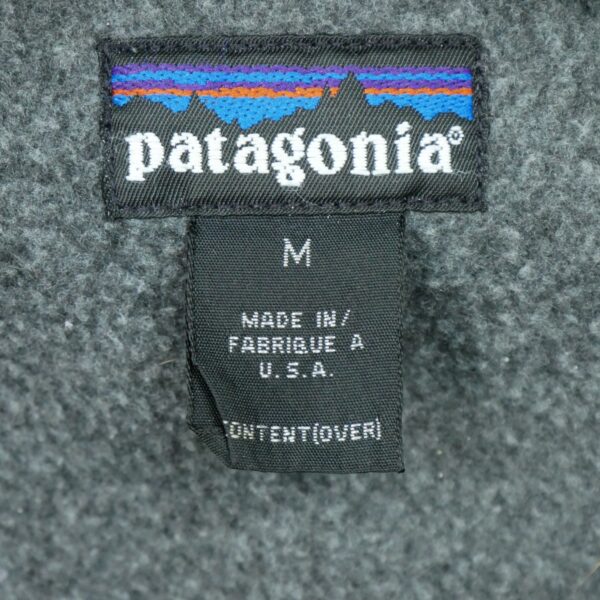 patagonia®
M
MADE IN/
FABRIQUE A
U.S.A.
CONTENT(OVER)